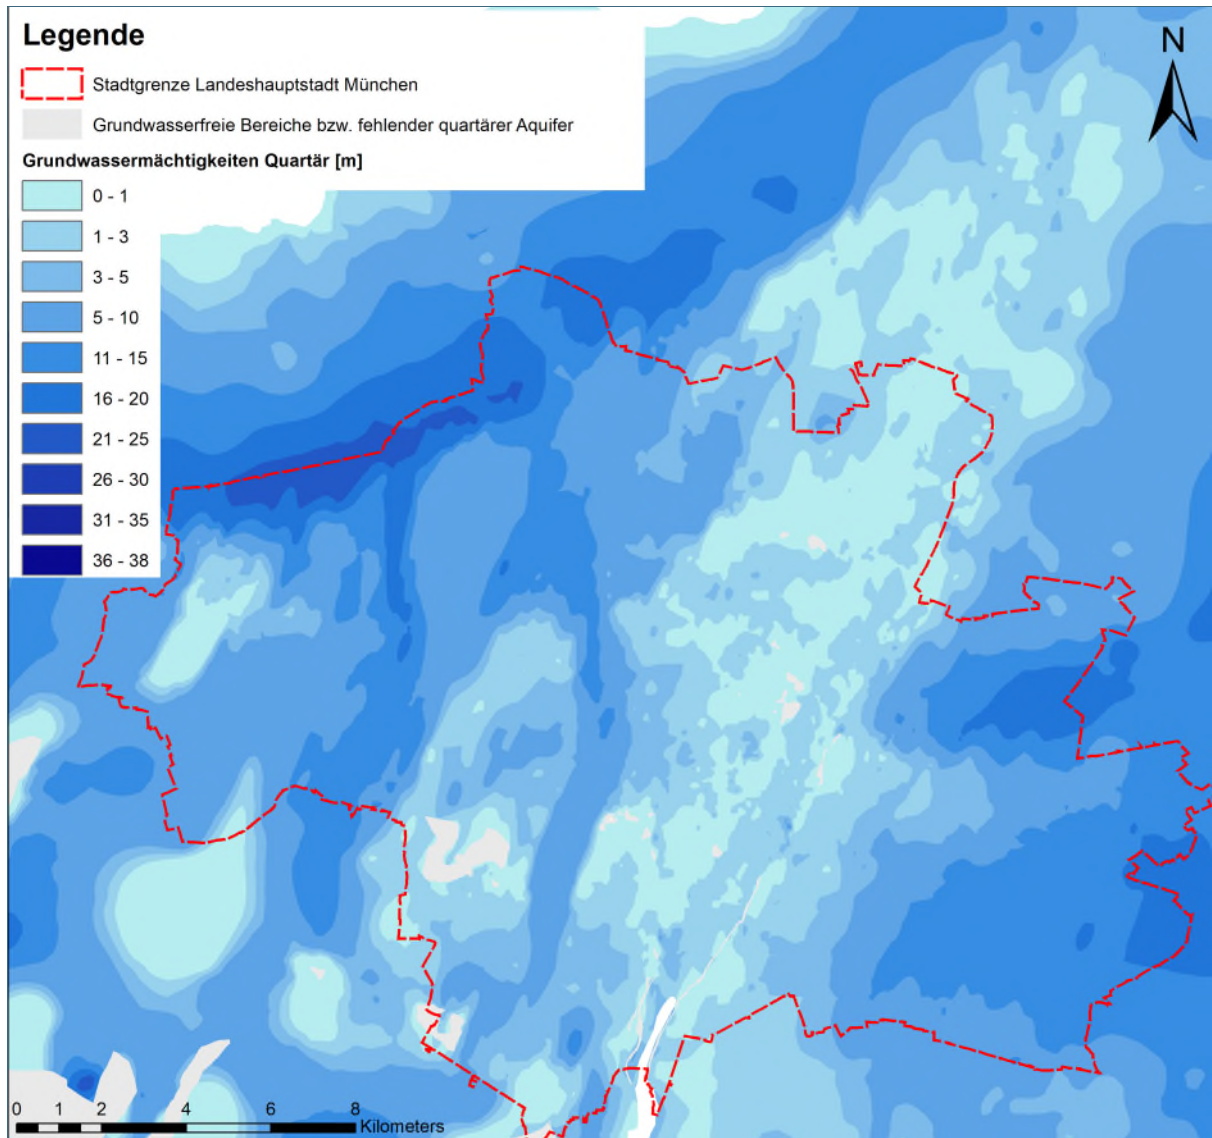 Legende
Stadtgrenze Landeshauptstadt München
Grundwasserfreie Bereiche bzw. fehlender quartärer Aquifer
Grundwassermächtigkeiten Quartär [m]
0 - 1
1 - 3
3 - 5
5 - 10
11 - 15
16 - 20
21 - 25
26 - 30
31 - 35
36 - 38
N
0 1 2 4 6 8
Kilometers